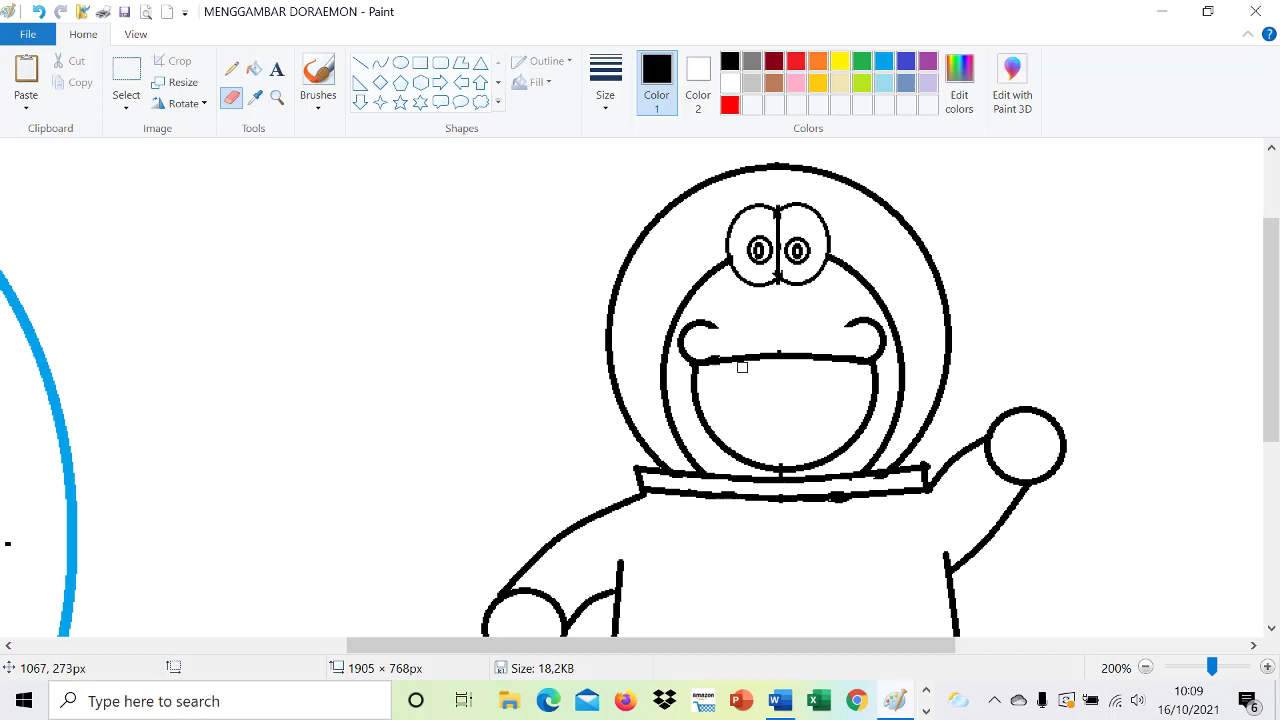 MENGGAMBAR DORAEMON - Paint
File
Home
View
Paste
Cut
Copy
Clipboard
Select
Crop
Resize
Rotate
Image
A
Tools
Brushes
Outline
Fill
Shapes
Size
Color 1
Color 2
Edit colors
Edit with Paint 3D
Colors
1067, 273px
1905 × 768px
Size: 18.2KB
200%
Type here to search
amazon
10:09
16/10/2021
6